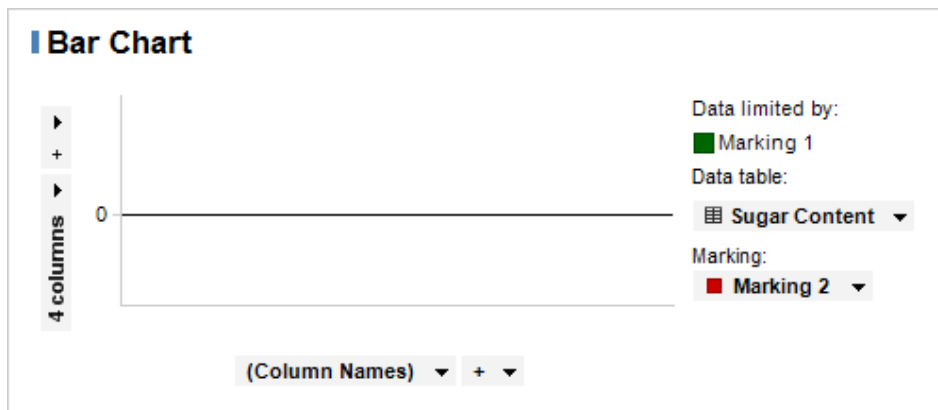 Bar Chart
+
4 columns
0
Data limited by:
Marking 1
Data table:
Sugar Content
Marking:
Marking 2
(Column Names) +